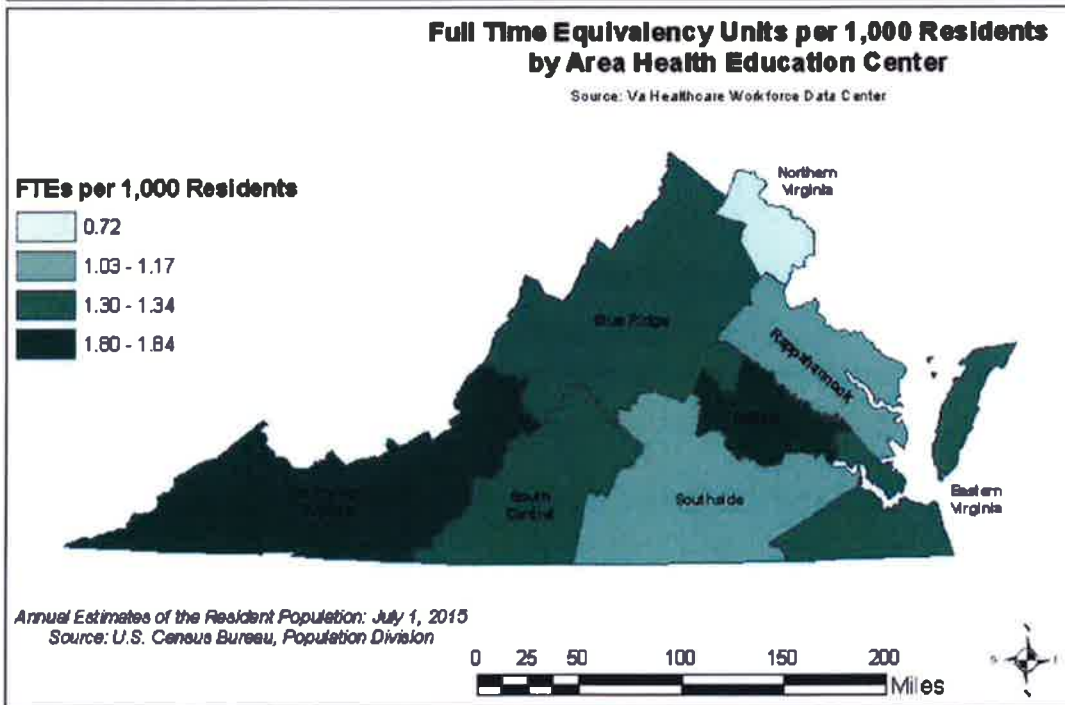 Full Time Equivalency Units per 1,000 Residents
by Area Health Education Center
Source: Va Healthcare Workforce Data Center
FTEs per 1,000 Residents
0.72
1.03 - 1.17
1.30 - 1.34
1.80 - 1.84
Northern
Virginia
Blue Ridge
Rappahannock
South
Central
Southside
Eastern
Virginia
Annual Estimates of the Resident Population: July 1, 2015
Source: U.S. Census Bureau, Population Division
0 25 50 100 150 200
Miles